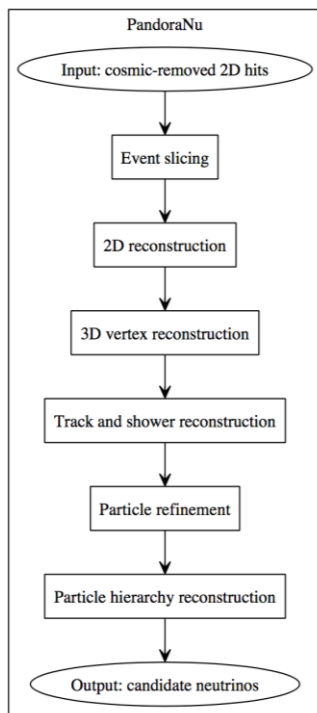 PandoraNu
Input: cosmic-removed 2D hits
Event slicing
2D reconstruction
3D vertex reconstruction
Track and shower reconstruction
Particle refinement
Particle hierarchy reconstruction
Output: candidate neutrinos